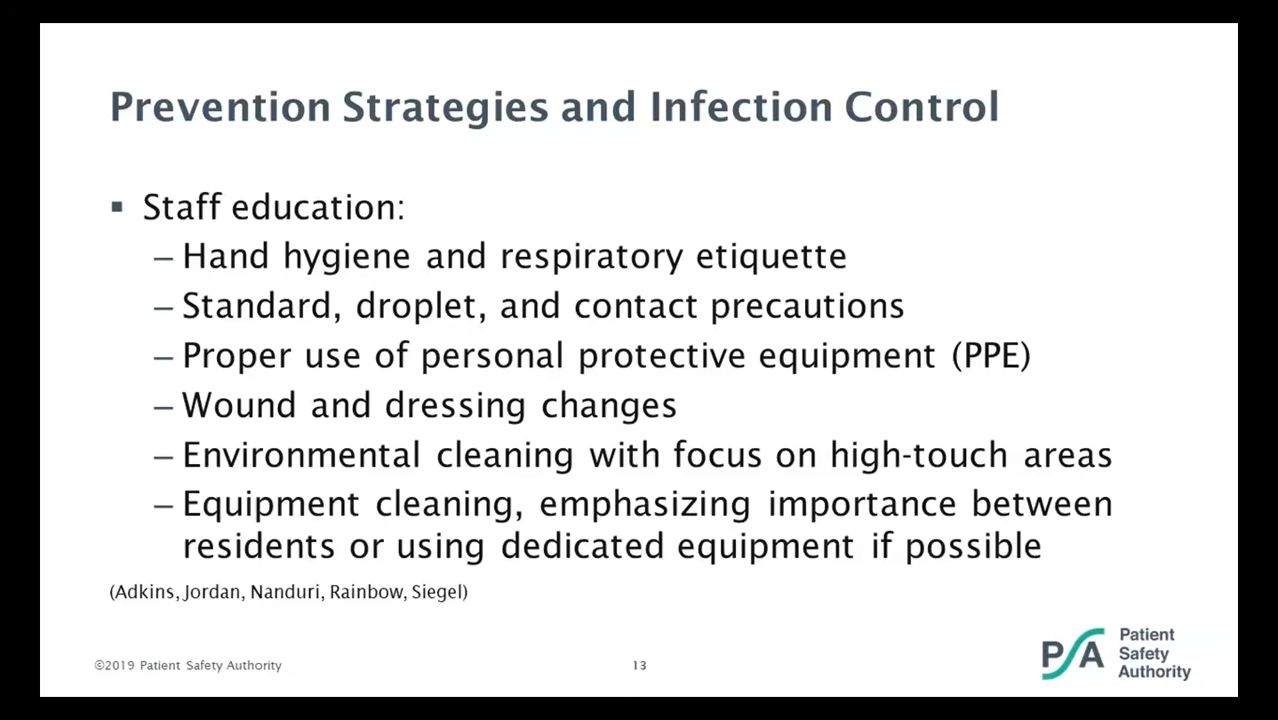 Prevention Strategies and Infection Control
▪ Staff education:
– Hand hygiene and respiratory etiquette
– Standard, droplet, and contact precautions
– Proper use of personal protective equipment (PPE)
– Wound and dressing changes
– Environmental cleaning with focus on high-touch areas
– Equipment cleaning, emphasizing importance between
residents or using dedicated equipment if possible
(Adkins, Jordan, Nanduri, Rainbow, Siegel)
©2019 Patient Safety Authority
13
PSA
Patient
Safety
Authority